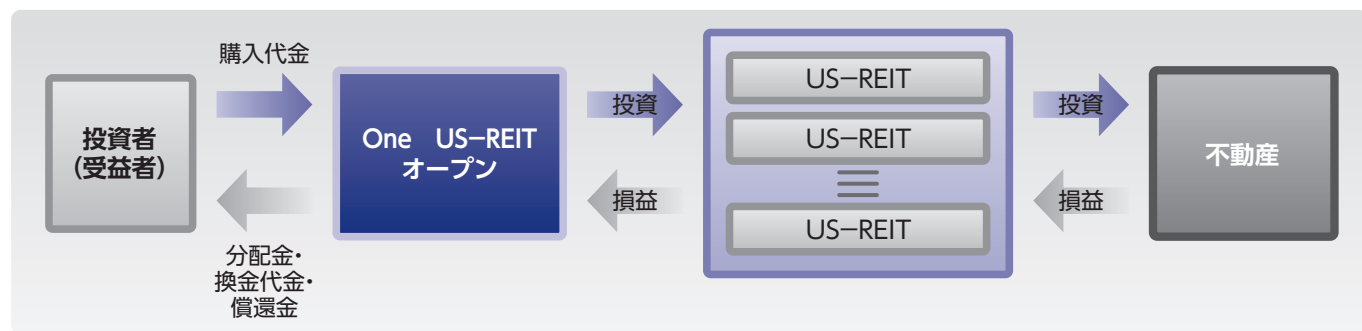 投資者
(受益者)
購入代金
分配金・
換金代金・
償還金
One US−REIT
オープン
投資
損益
US−REIT
US−REIT
US−REIT
投資
損益
不動産